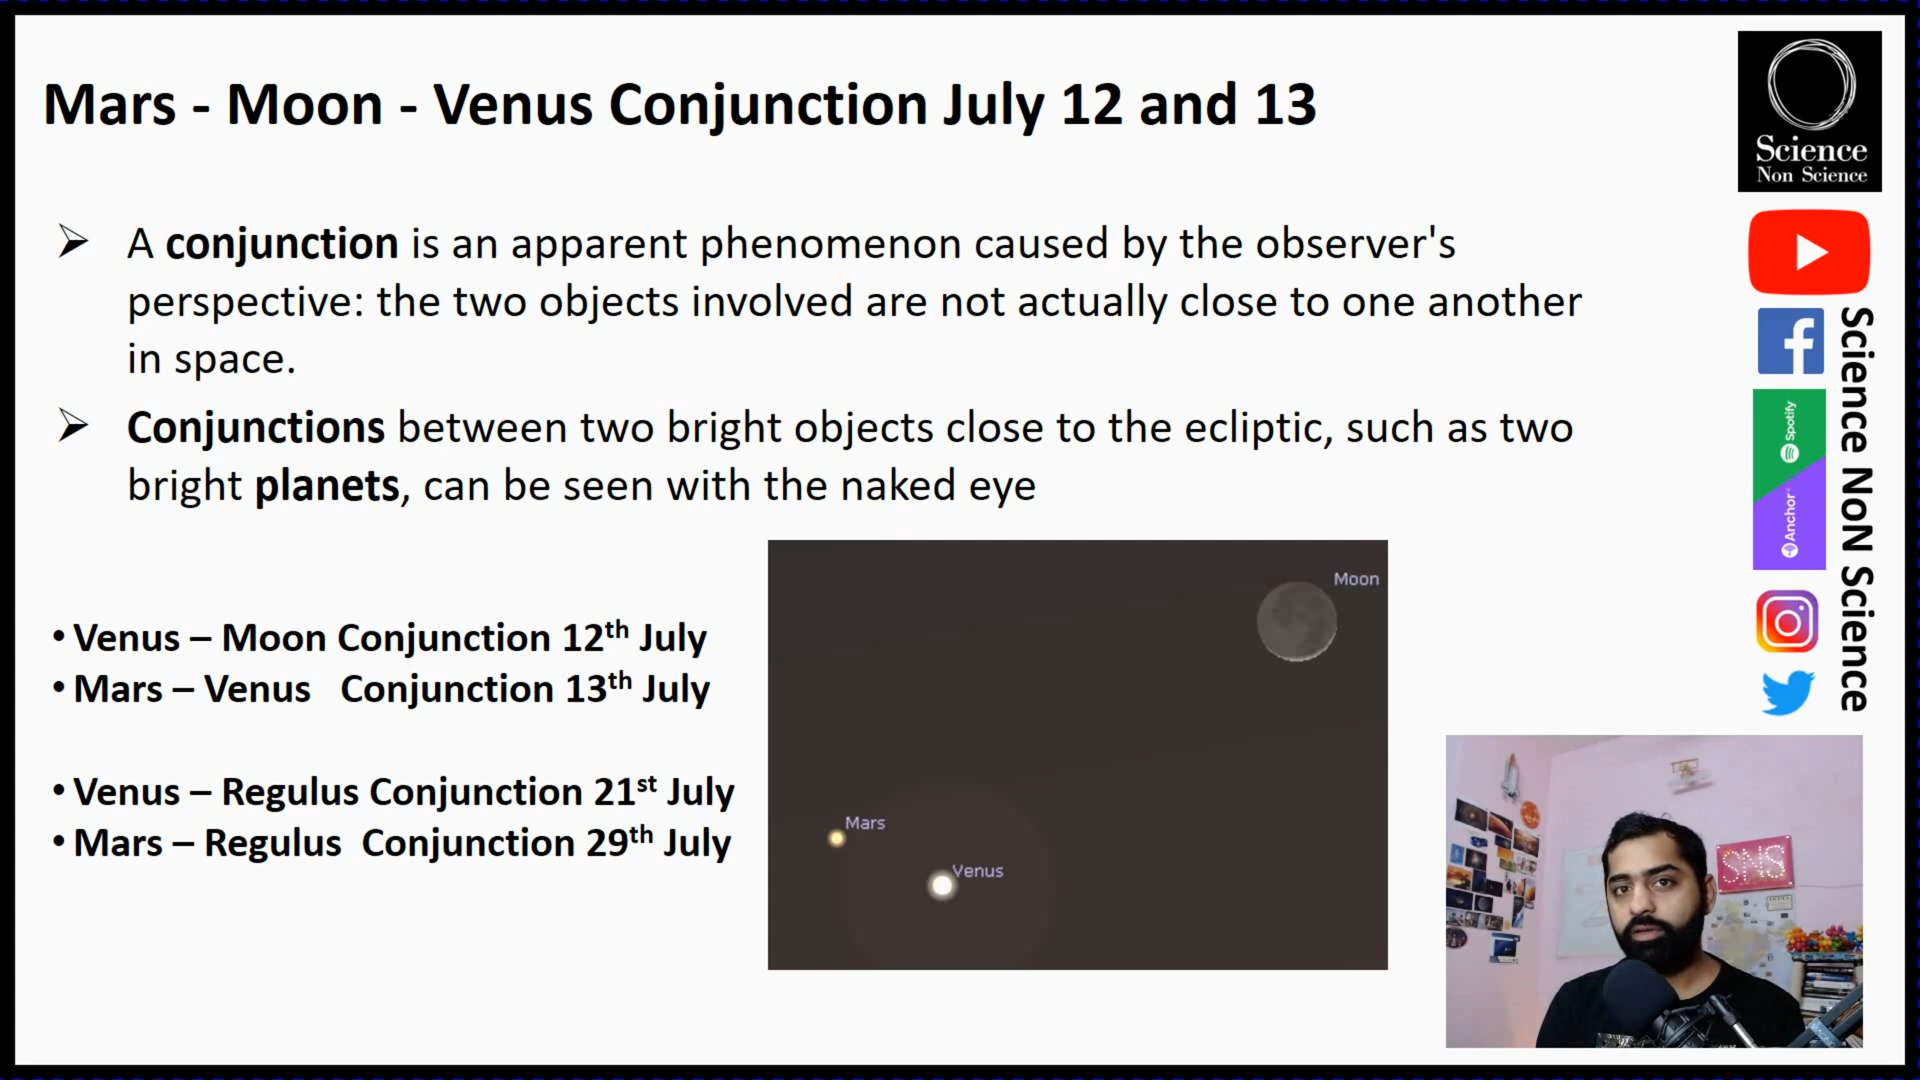 Mars - Moon - Venus Conjunction July 12 and 13
Science
Non Science
➢ A conjunction is an apparent phenomenon caused by the observer's
perspective: the two objects involved are not actually close to one another
in space.
➢ Conjunctions between two bright objects close to the ecliptic, such as two
bright planets, can be seen with the naked eye
Spotify
Anchor
Science NoN Science
• Venus – Moon Conjunction 12th July
• Mars – Venus Conjunction 13th July
• Venus – Regulus Conjunction 21st July
• Mars – Regulus Conjunction 29th July
Moon
Mars
Venus
SNS